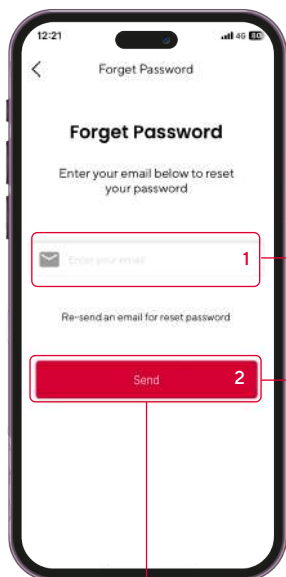 12:21
4G 80
Forget Password
Forget Password
Enter your email below to reset
your password
Enter your email
1
Re-send an email for reset password
Send
2